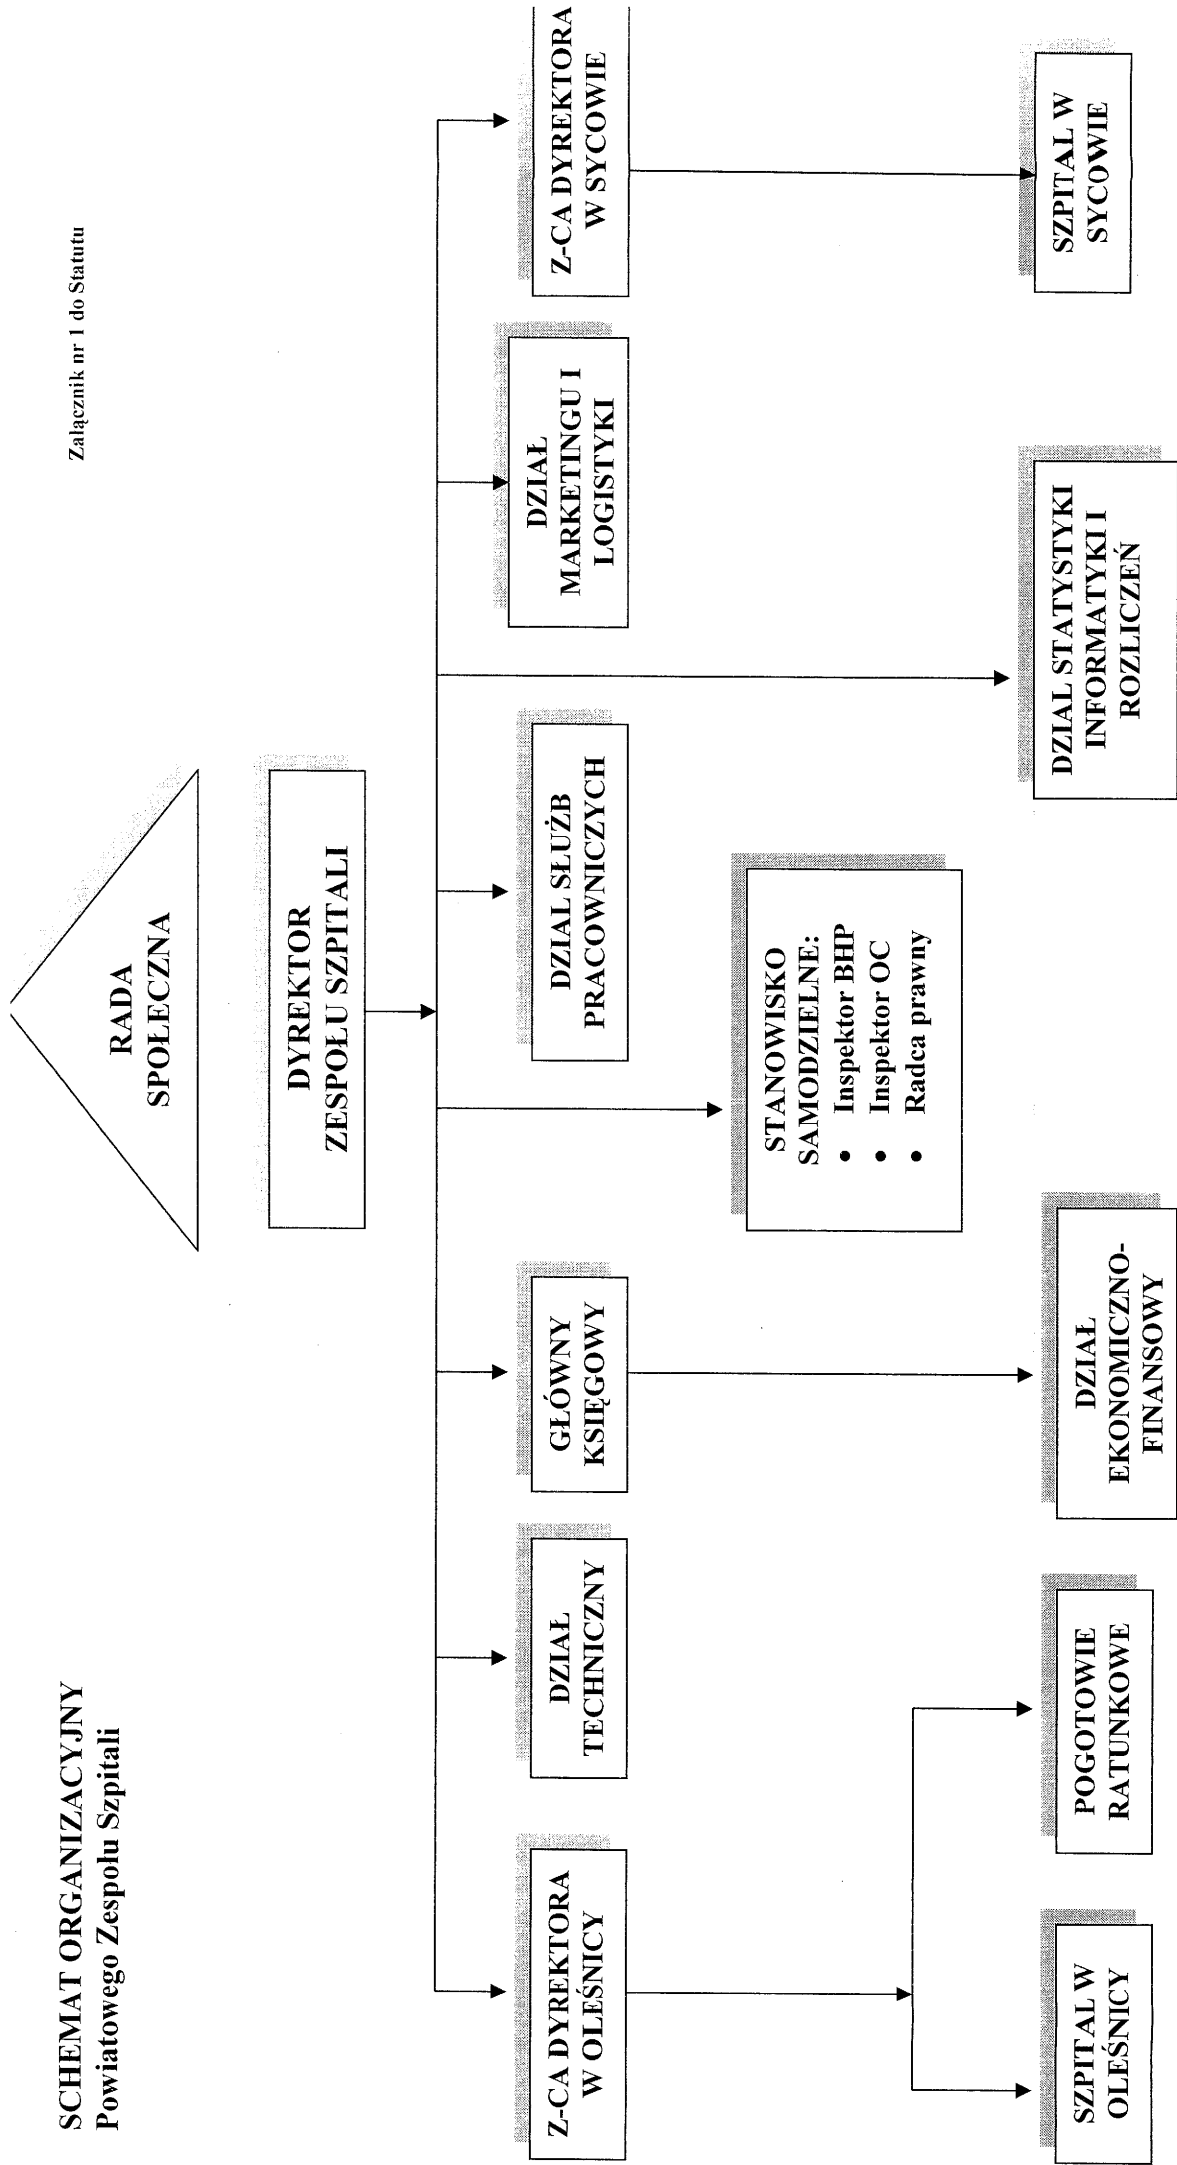 SCHEMAT ORGANIZACYJNY
Powiatowego Zespołu Szpitali
Załącznik nr 1 do Statutu
RADA
SPOŁECZNA
DYREKTOR
ZESPOŁU SZPITALI
Z-CA DYREKTORA
W OLEŚNICY
DZIAŁ
TECHNICZNY
GŁÓWNY
KSIĘGOWY
DZIAŁ SŁUŻB
PRACOWNICZYCH
DZIAŁ
MARKETINGU I
LOGISTYKI
Z-CA DYREKTORA
W SYCOWIE
STANOWISKO
SAMODZIELNE:
• Inspektor BHP
• Inspektor OC
• Radca prawny
SZPITAL W
OLEŚNICY
POGOTOWIE
RATUNKOWE
DZIAŁ
EKONOMICZNO-
FINANSOWY
DZIAŁ STATYSTYKI
INFORMATYKI I
ROZLICZEŃ
SZPITAL W
SYCOWIE